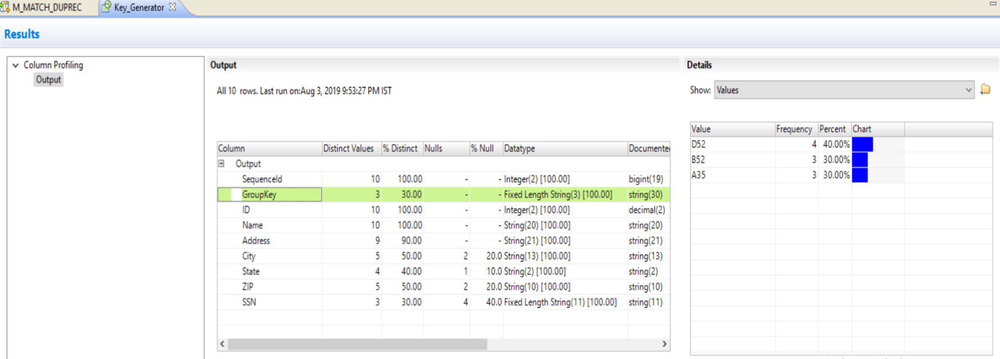 M_MATCH_DUPREC Key_Generator
Results
Column Profiling
Output
Output
All 10 rows. Last run on:Aug 3, 2019 9:53:27 PM IST
Column Distinct Values % Distinct Nulls % Null Datatype Documente
Output
SequenceId 10 100.00 - - Integer(2) [100.00] bigint(19)
GroupKey 3 30.00 - - Fixed Length String(3) [100.00] string(30)
ID 10 100.00 - - Integer(2) [100.00] decimal(2)
Name 10 100.00 - - String(20) [100.00] string(20)
Address 9 90.00 - - String(21) [100.00] string(21)
City 5 50.00 2 20.0 String(13) [100.00] string(13)
State 4 40.00 1 10.0 String(2) [100.00] string(2)
ZIP 5 50.00 2 20.0 String(10) [100.00] string(10)
SSN 3 30.00 4 40.0 Fixed Length String(11) [100.00] string(11)
Details
Show: Values
Value Frequency Percent Chart
D52 4 40.00%
B52 3 30.00%
A35 3 30.00%